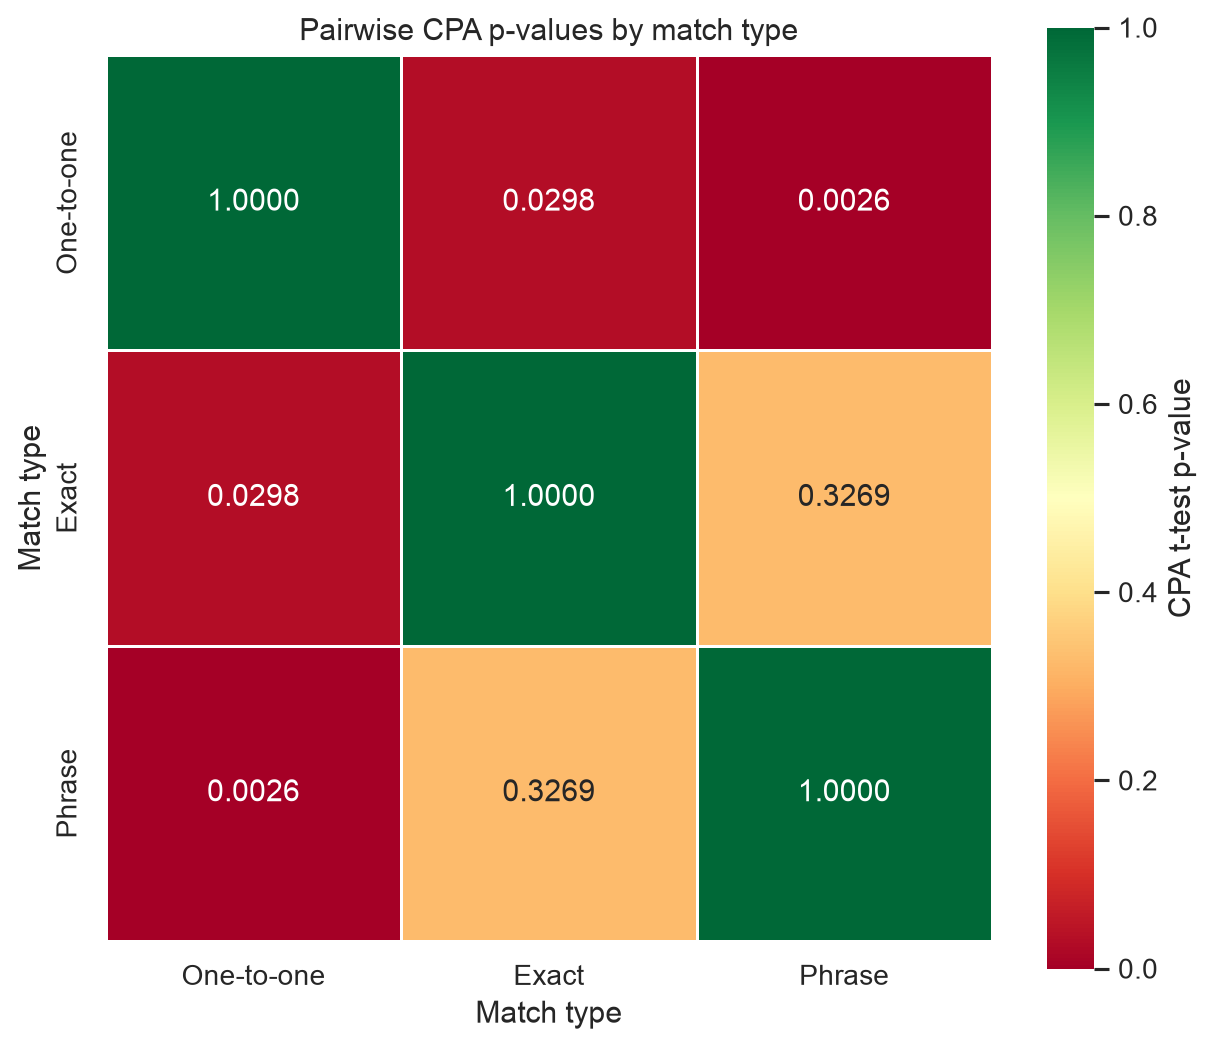 Pairwise CPA p-values by match type
Match type
One-to-one
1.0000 0.0298 0.0026
Exact
0.0298 1.0000 0.3269
Phrase
0.0026 0.3269 1.0000
One-to-one Exact Phrase
Match type
1.0
0.8
0.6
0.4
0.2
0.0
CPA t-test p-value